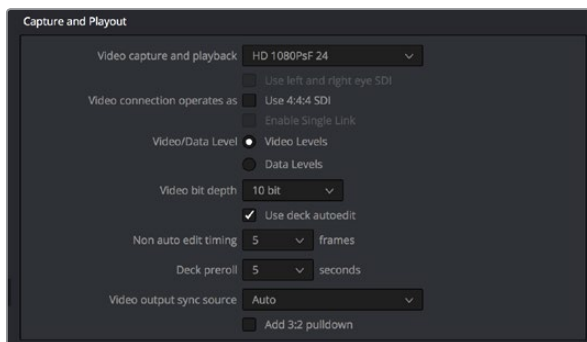 Capture and Playout
Video capture and playback HD 1080PsF 24
Use left and right eye SDI
Video connection operates as Use 4:4:4 SDI
Enable Single Link
Video/Data Level Video Levels
Data Levels
Video bit depth 10 bit
Use deck autoedit
Non auto edit timing 5 frames
Deck preroll 5 seconds
Video output sync source Auto
Add 3:2 pulldown